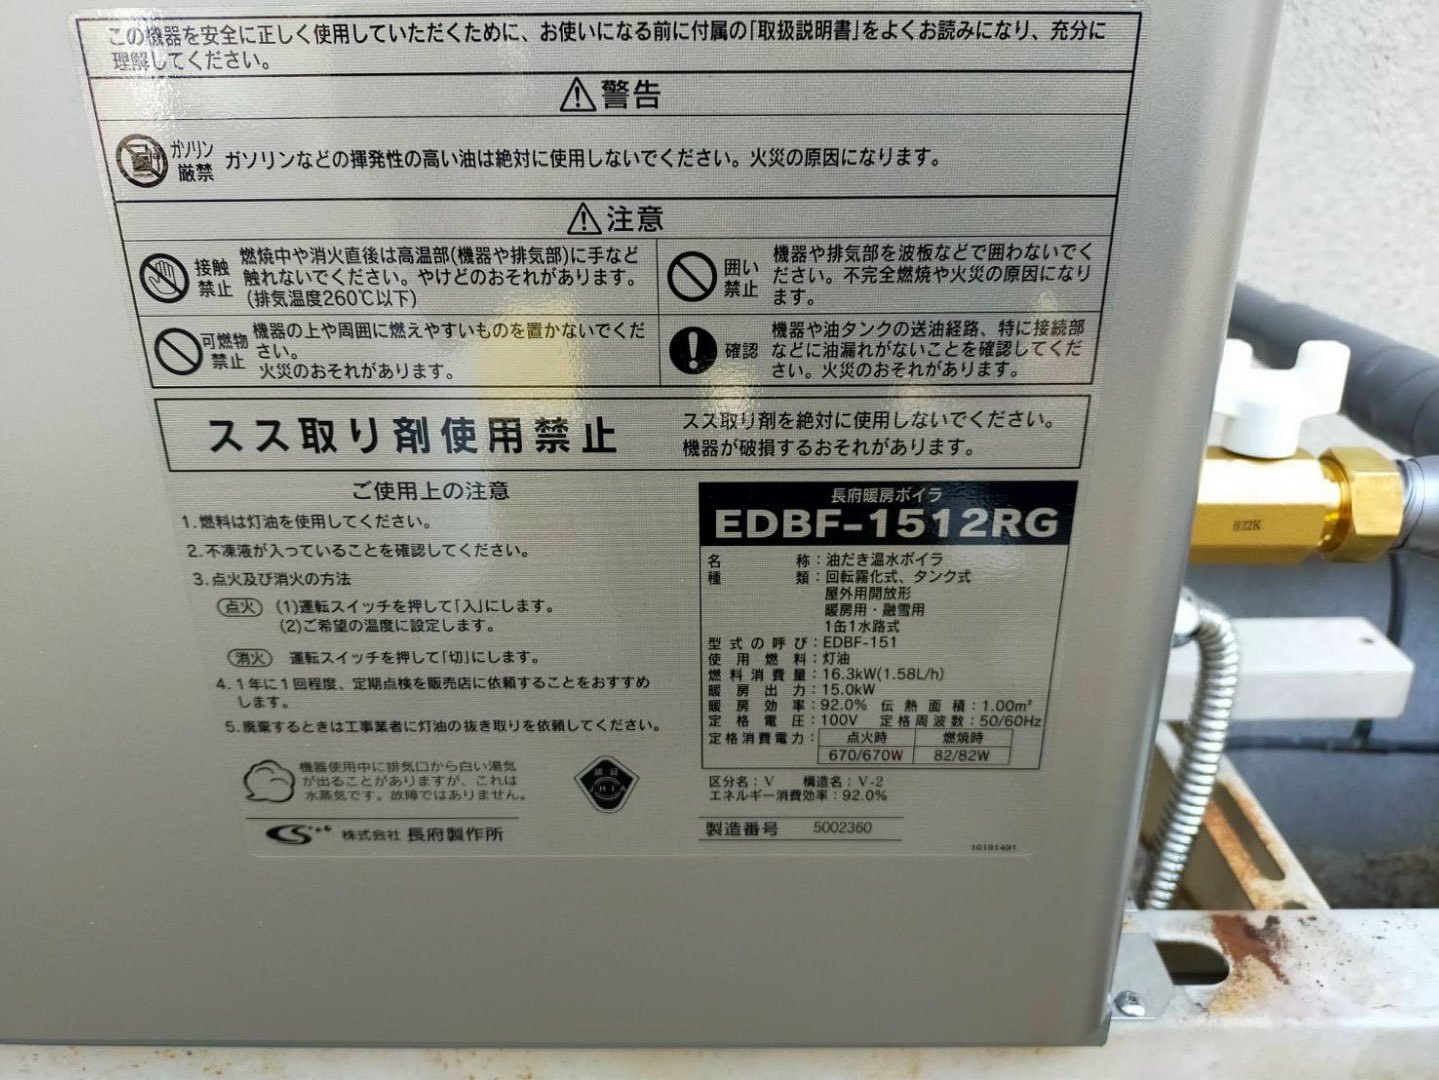 この機器を安全に正しく使用していただくために、お使いになる前に付属の「取扱説明書」をよくお読みになり、充分に
理解してください。
警告
ガソリン
厳禁
ガソリンなどの揮発性の高い油は絶対に使用しないでください。火災の原因になります。
注意
接触
禁止
燃焼中や消火直後は高温部(機器や排気部)に手など
触れないでください。やけどのおそれがあります。
(排気温度260℃以下)
囲い
禁止
機器や排気部を波板などで囲わないでく
ださい。不完全燃焼や火災の原因になり
ます。
可燃物
禁止
機器の上や周囲に燃えやすいものを置かないでくだ
さい。
火災のおそれがあります。
確認
機器や油タンクの送油経路、特に接続部
などに油漏れがないことを確認してくだ
さい。火災のおそれがあります。
スス取り剤使用禁止
スス取り剤を絶対に使用しないでください。
機器が破損するおそれがあります。
ご使用上の注意
1.燃料は灯油を使用してください。
2.不凍液が入っていることを確認してください。
3.点火及び消火の方法
点火 (1)運転スイッチを押して「入」にします。
(2)ご希望の温度に設定します。
消火 運転スイッチを押して「切」にします。
4.1年に1回程度、定期点検を販売店に依頼することをおすすめ
します。
5.廃棄するときは工事業者に灯油の抜き取りを依頼してください。
機器使用中に排気口から白い湯気
が出ることがありますが、これは
水蒸気です。故障ではありません。
JHIA
株式会社 長府製作所
長府暖房ボイラ
EDBF-1512RG
名称:油だき温水ボイラ
種類:回転霧化式、タンク式
屋外用開放形
暖房用・融雪用
1缶1水路式
型式の呼び:EDBF-151
使用燃料:灯油
燃料消費量:16.3kW(1.58L/h)
暖房出力:15.0kW
暖房効率:92.0% 伝熱面積:1.00m²
定格電圧:100V 定格周波数:50/60Hz
定格消費電力: 点火時 燃焼時
670/670W 82/82W
区分名:V 構造名:V-2
エネルギー消費効率:92.0%
製造番号 5002360
10191491
B22K